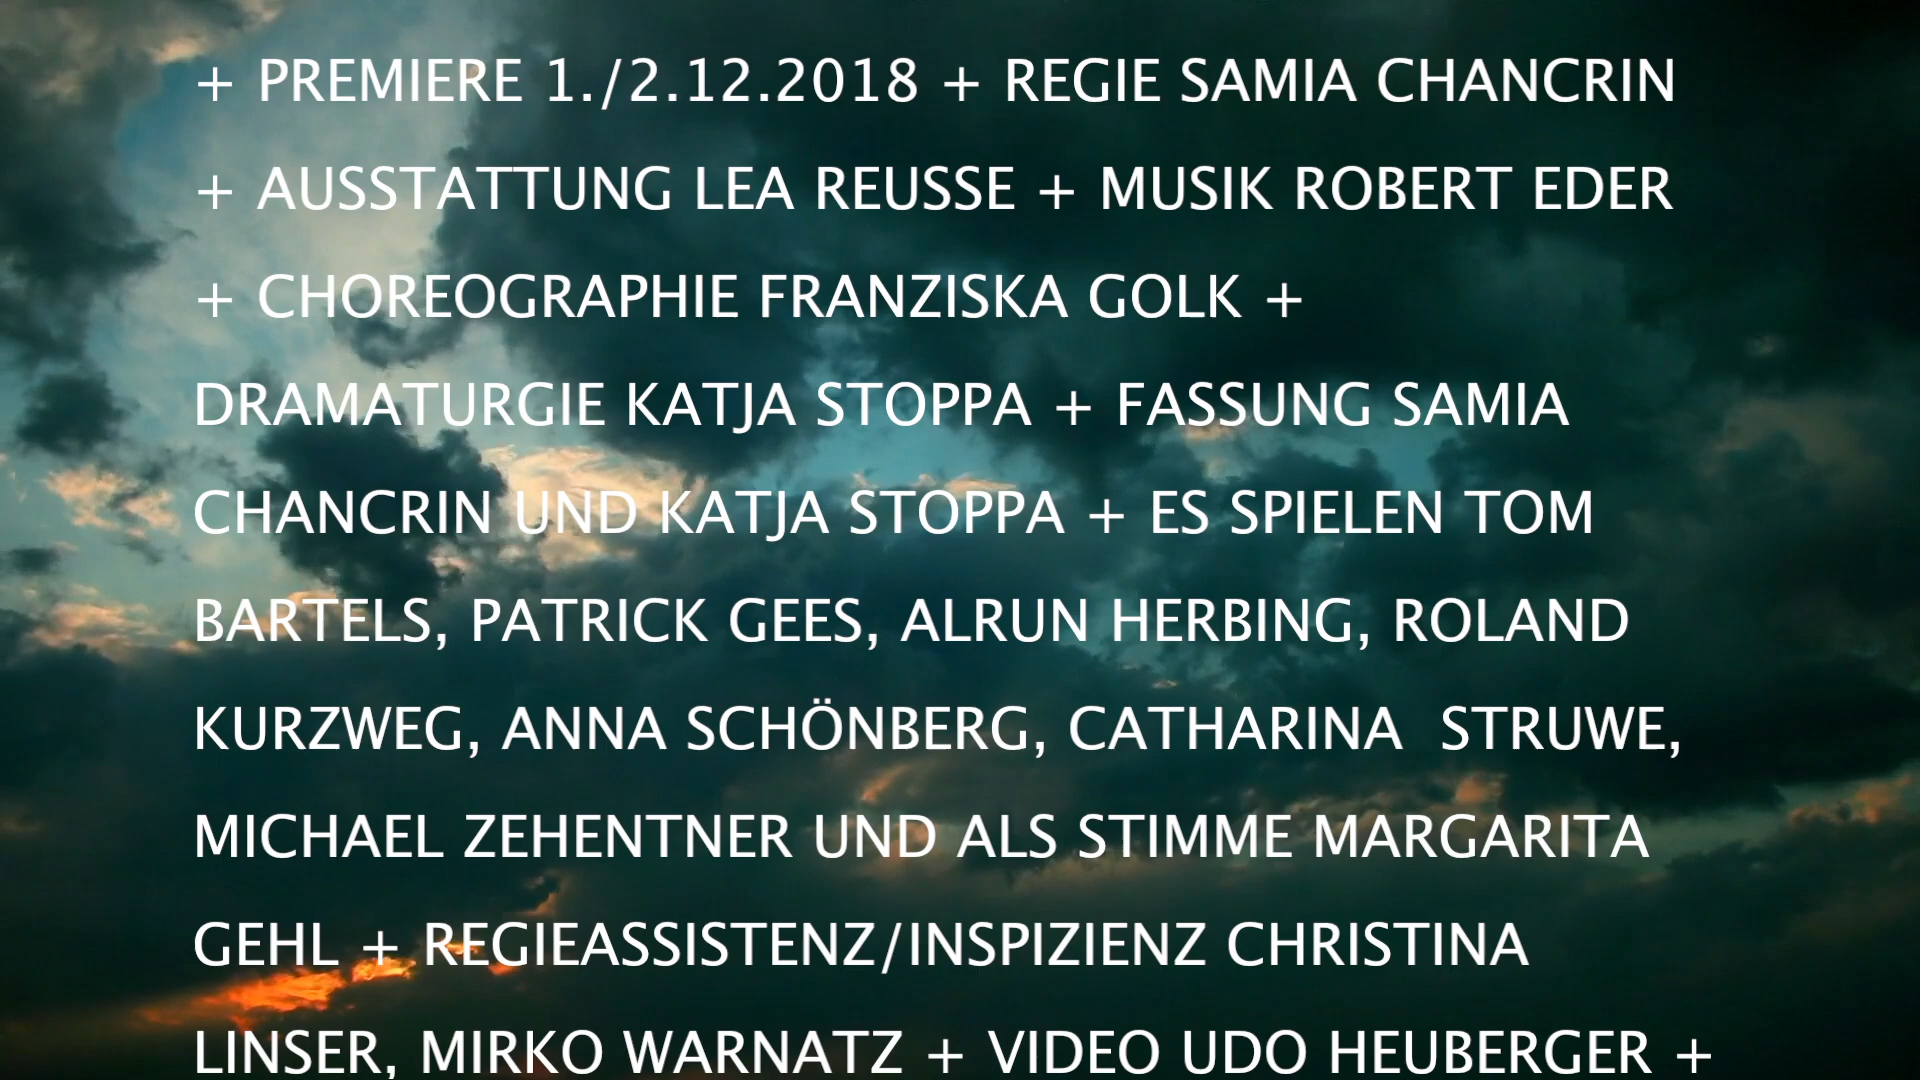 + PREMIERE 1./2.12.2018 + REGIE SAMIA CHANCRIN
+ AUSSTATTUNG LEA REUSSE + MUSIK ROBERT EDER
+ CHOREOGRAPHIE FRANZISKA GOLK +
DRAMATURGIE KATJA STOPPA + FASSUNG SAMIA
CHANCRIN UND KATJA STOPPA + ES SPIELEN TOM
BARTELS, PATRICK GEES, ALRUN HERBING, ROLAND
KURZWEG, ANNA SCHÖNBERG, CATHARINA  STRUWE,
MICHAEL ZEHENTNER UND ALS STIMME MARGARITA
GEHL + REGIEASSISTENZ/INSPIZIENZ CHRISTINA
LINSER, MIRKO WARNATZ + VIDEO UDO HEUBERGER +